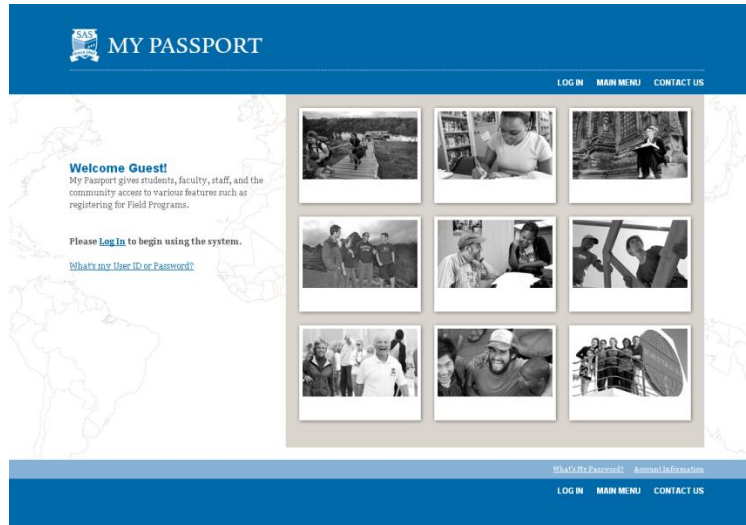 SAS
MY PASSPORT
LOG IN MAIN MENU CONTACT US
Welcome Guest!
My Passport gives students, faculty, staff, and the
community access to various features such as
registering for Field Programs.
Please Log In to begin using the system.
What's my User ID or Password?
What's My Password? Account Information
LOG IN MAIN MENU CONTACT US